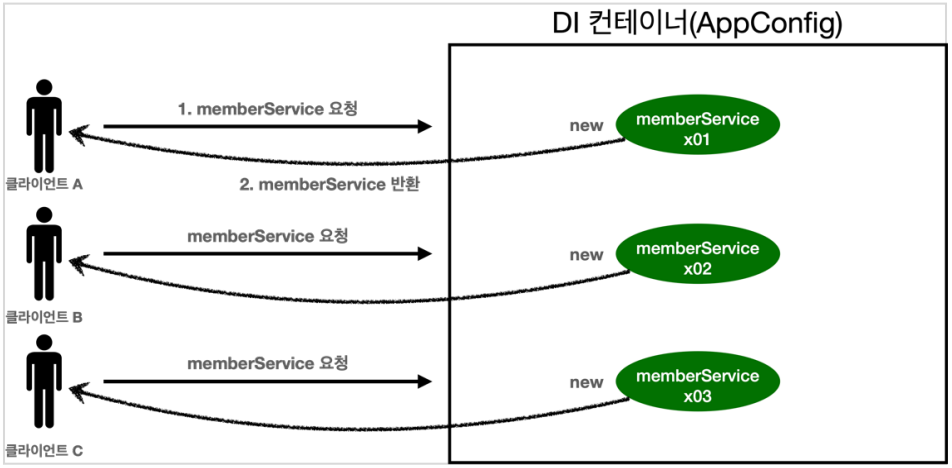 DI 컨테이너(AppConfig)
1. memberService 요청
new
memberService
x01
클라이언트 A
2. memberService 반환
memberService 요청
new
memberService
x02
클라이언트 B
memberService 요청
new
memberService
x03
클라이언트 C